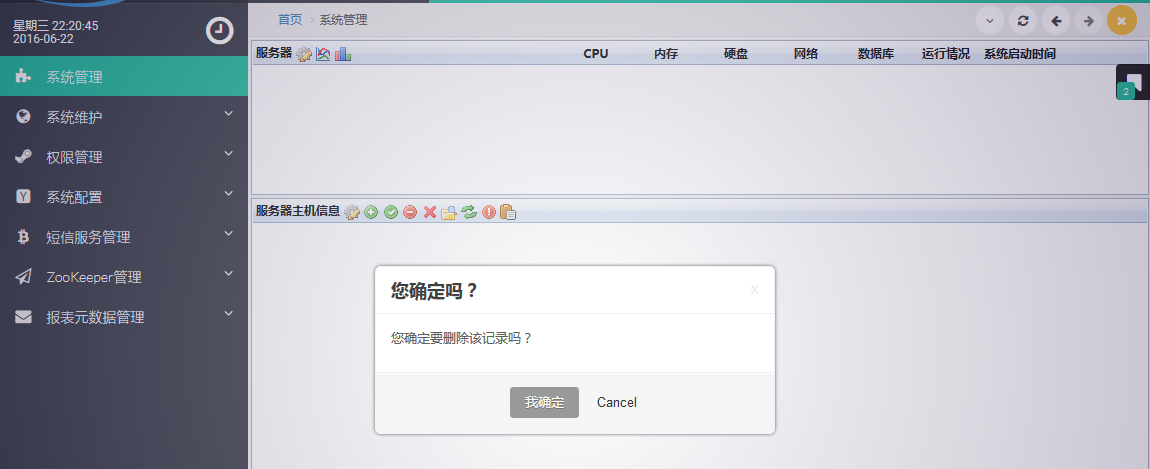 星期三 22:20:45
2016-06-22
系统管理
系统维护
权限管理
系统配置
短信服务管理
ZooKeeper管理
报表元数据管理
首页 系统管理
服务器 CPU 内存 硬盘 网络 数据库 运行情况 系统启动时间
2
服务器主机信息
您确定吗？
x
您确定要删除该记录吗？
我确定 Cancel